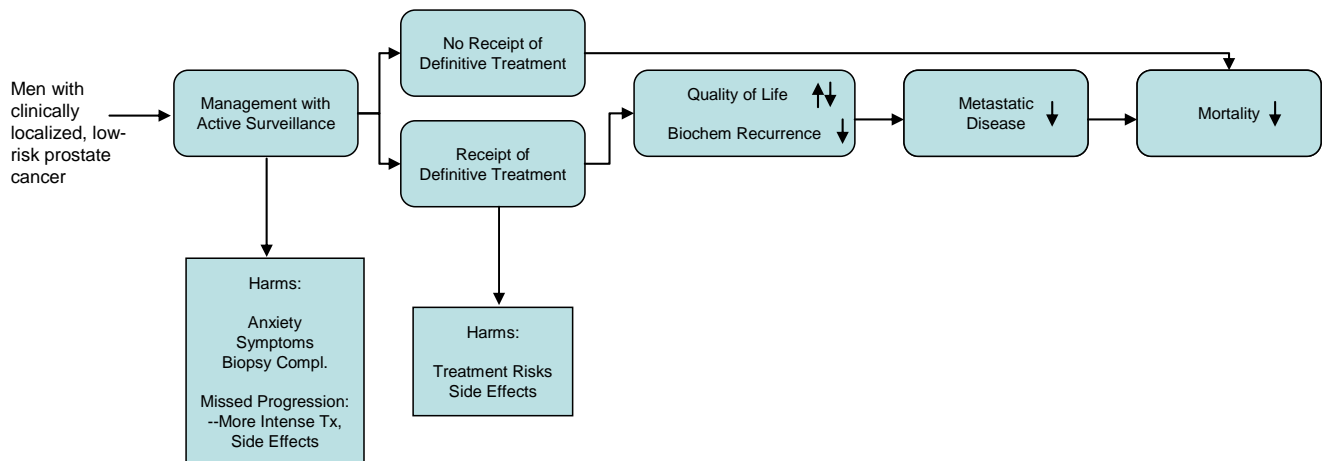 Men with
clinically
localized, low-
risk prostate
cancer
Management with
Active Surveillance
No Receipt of
Definitive Treatment
Receipt of
Definitive Treatment
Quality of Life
Biochem Recurrence
Metastatic
Disease
Mortality
Harms:
Anxiety
Symptoms
Biopsy Compl.
Missed Progression:
--More Intense Tx,
Side Effects
Harms:
Treatment Risks
Side Effects